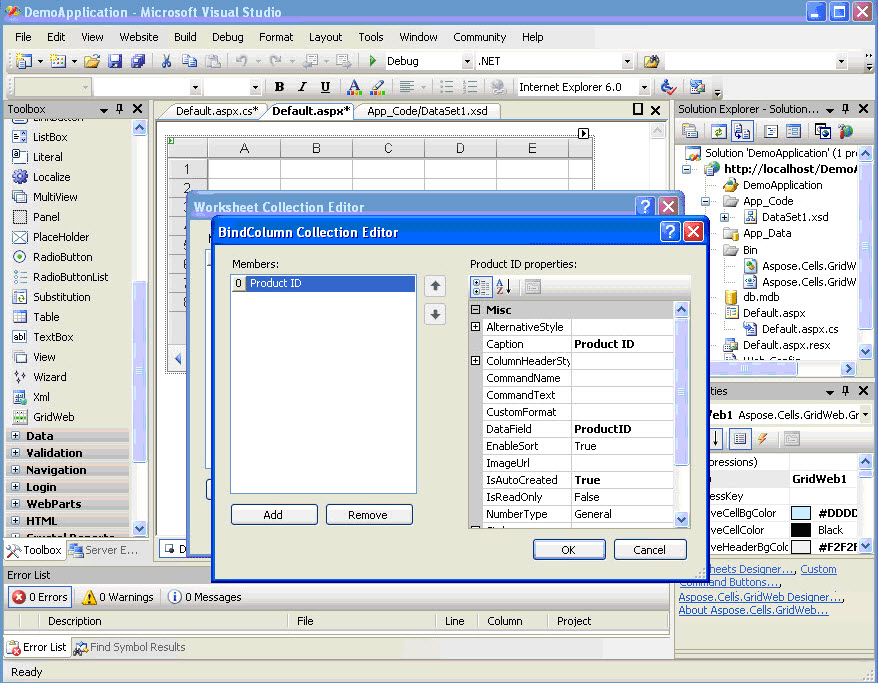 DemoApplication - Microsoft Visual Studio
File Edit View Website Build Debug Format Layout Tools Window Community Help
Debug .NET
B I U A Internet Explorer 6.0
Toolbox
ListBox
Literal
Localize
MultiView
Panel
PlaceHolder
RadioButton
RadioButtonList
Substitution
Table
TextBox
View
Wizard
Xml
GridWeb
Data
Validation
Navigation
Login
WebParts
HTML
Toolbox Server E...
Default.aspx.cs* Default.aspx* App_Code/DataSet1.xsd
A B C D E
1
2
Worksheet Collection Editor
BindColumn Collection Editor
Members:
0 Product ID
Add Remove
Product ID properties:
Misc
AlternativeStyle
Caption Product ID
ColumnHeaderSty
CommandName
CommandText
CustomFormat
DataField ProductID
EnableSort True
ImageUrl
IsAutoCreated True
IsReadOnly False
NumberType General
OK Cancel
Solution Explorer - Solution...
Solution 'DemoApplication' (1 pr
http://localhost/Demo
DemoApplication
App_Code
DataSet1.xsd
App_Data
Bin
Aspose.Cells.GridW
Aspose.Cells.GridW
db.mdb
Default.aspx
Default.aspx.cs
Default.aspx.resx
ties
eb1 Aspose.Cells.GridWeb.Gr
pressions)
GridWeb1
essKey
veCellBgColor #DDDD
veCellColor Black
veHeaderBgColc #F2F2F
heets Designer..., Custom
Command Buttons...,
Aspose.Cells.GridWeb Designer...,
About Aspose.Cells.GridWeb...
Error List
0 Errors 0 Warnings 0 Messages
Description File Line Column Project
Error List Find Symbol Results
Ready